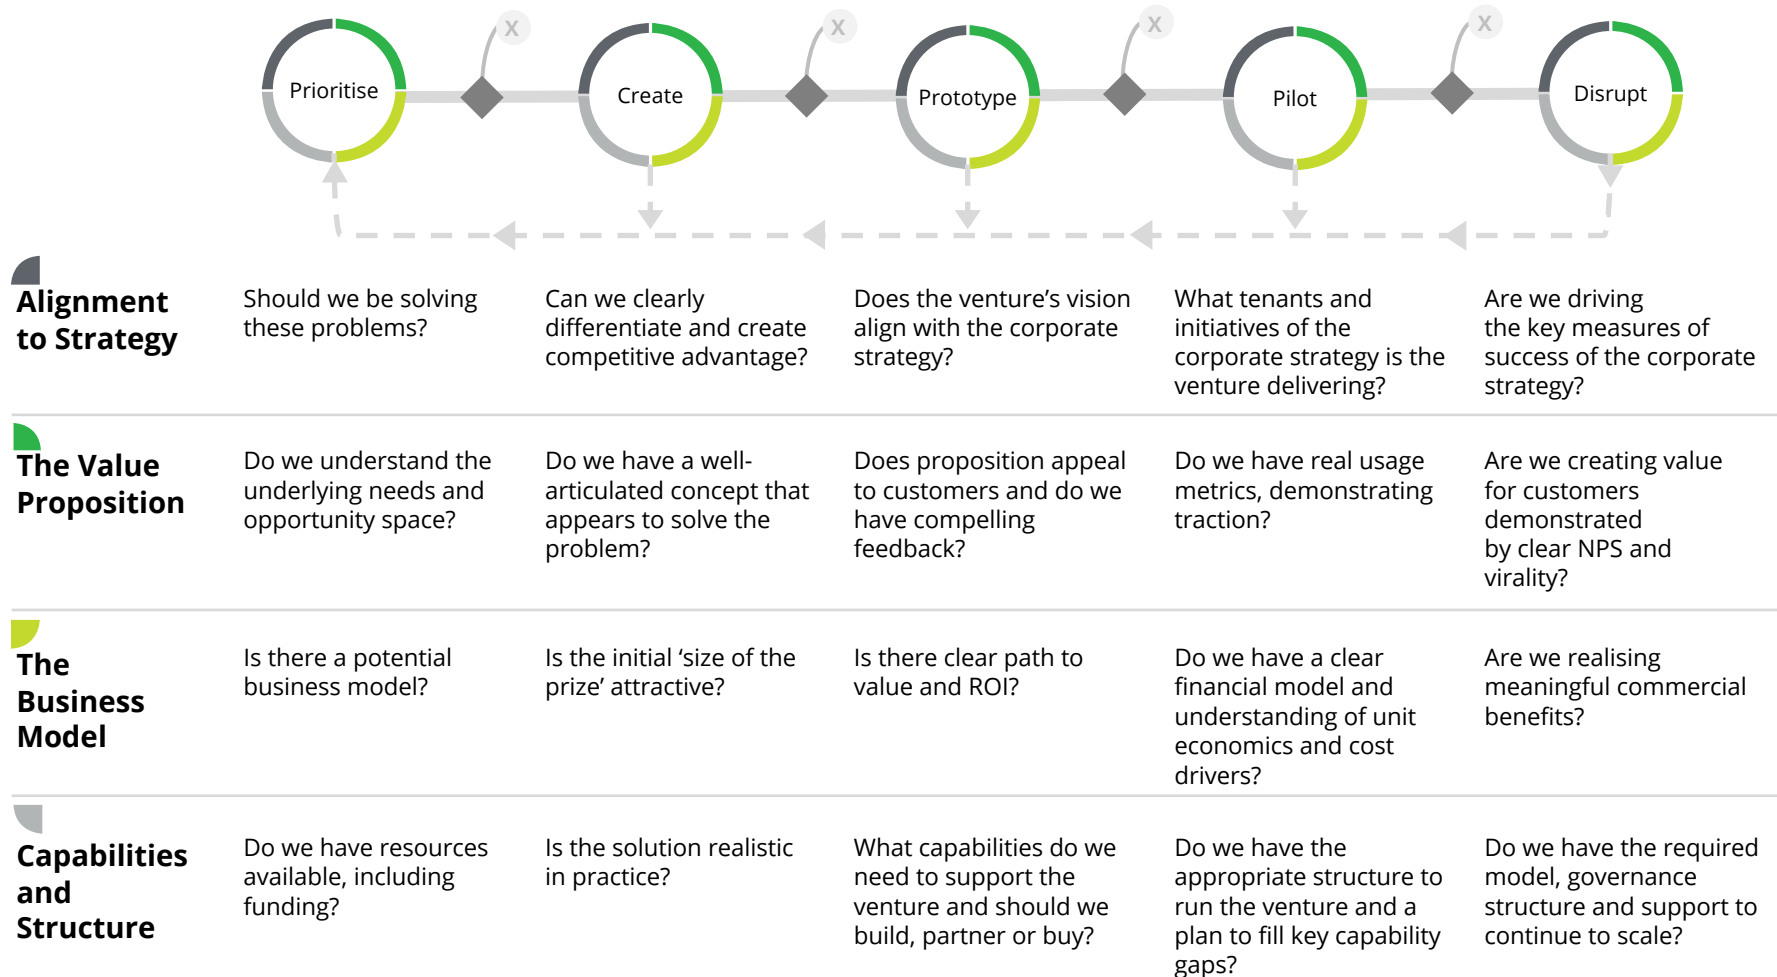 X
X
X
X
Prioritise
Create
Prototype
Pilot
Disrupt
Alignment
to Strategy
Should we be solving
these problems?
Can we clearly
differentiate and create
competitive advantage?
Does the venture’s vision
align with the corporate
strategy?
What tenants and
initiatives of the
corporate strategy is the
venture delivering?
Are we driving
the key measures of
success of the corporate
strategy?
The Value
Proposition
Do we understand the
underlying needs and
opportunity space?
Do we have a well-
articulated concept that
appears to solve the
problem?
Does proposition appeal
to customers and do we
have compelling
feedback?
Do we have real usage
metrics, demonstrating
traction?
Are we creating value
for customers
demonstrated
by clear NPS and
virality?
The
Business
Model
Is there a potential
business model?
Is the initial ‘size of the
prize’ attractive?
Is there clear path to
value and ROI?
Do we have a clear
financial model and
understanding of unit
economics and cost
drivers?
Are we realising
meaningful commercial
benefits?
Capabilities
and
Structure
Do we have resources
available, including
funding?
Is the solution realistic
in practice?
What capabilities do we
need to support the
venture and should we
build, partner or buy?
Do we have the
appropriate structure to
run the venture and a
plan to fill key capability
gaps?
Do we have the required
model, governance
structure and support to
continue to scale?